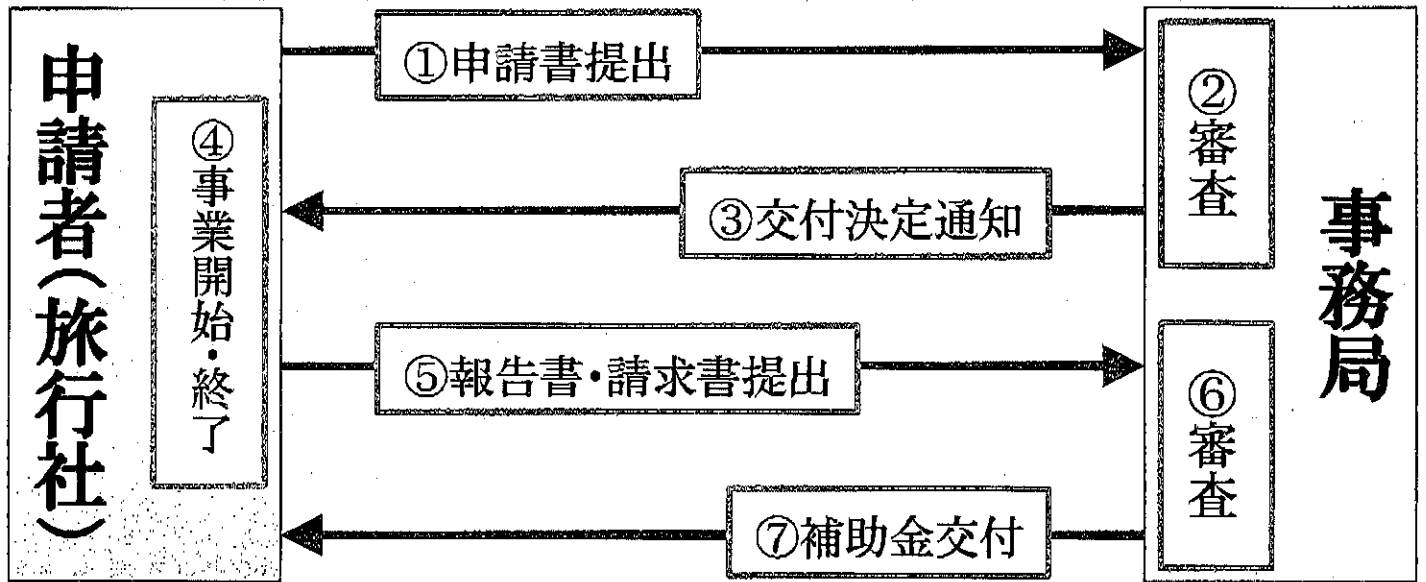 申請者(旅行社)
①申請書提出
②審査
③交付決定通知
④事業開始・終了
⑤報告書・請求書提出
⑥審査
⑦補助金交付
事務局